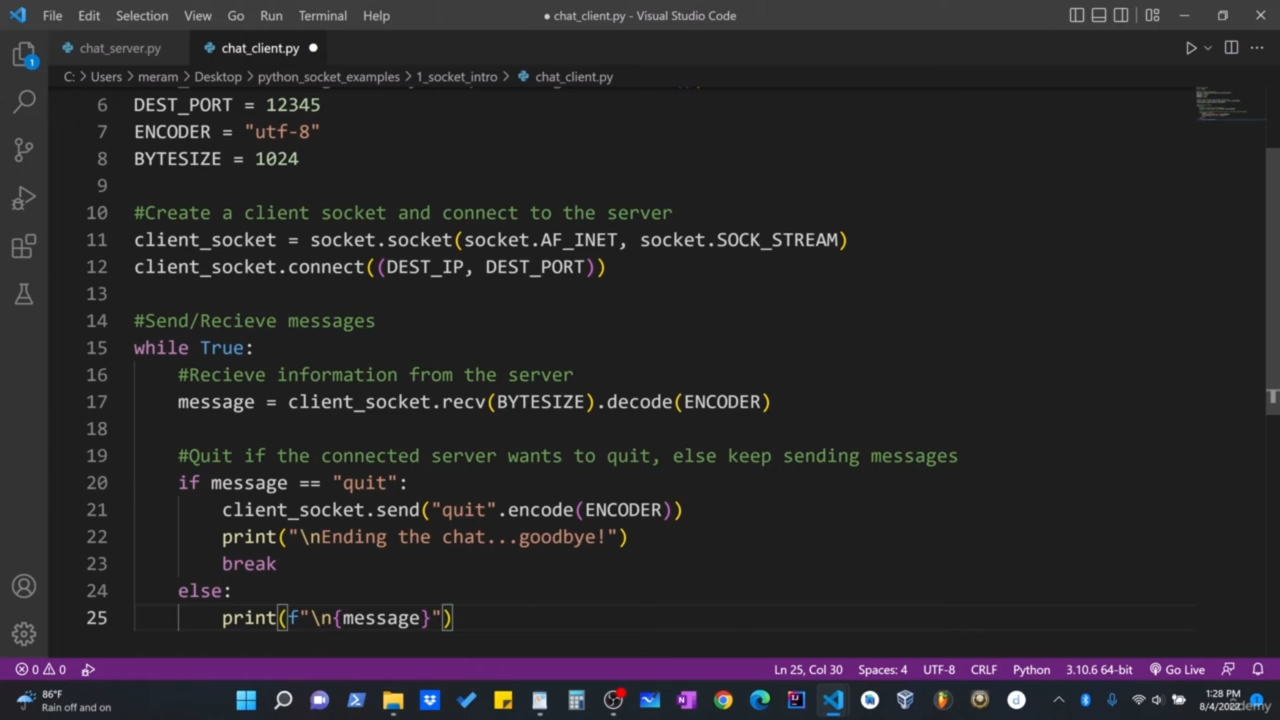 File Edit Selection View Go Run Terminal Help
● chat_client.py - Visual Studio Code
chat_server.py
chat_client.py ●
C: > Users > meram > Desktop > python_socket_examples > 1_socket_intro > chat_client.py
6 DEST_PORT = 12345
7 ENCODER = "utf-8"
8 BYTESIZE = 1024
9
10 #Create a client socket and connect to the server
11 client_socket = socket.socket(socket.AF_INET, socket.SOCK_STREAM)
12 client_socket.connect((DEST_IP, DEST_PORT))
13
14 #Send/Recieve messages
15 while True:
16 #Recieve information from the server
17 message = client_socket.recv(BYTESIZE).decode(ENCODER)
18
19 #Quit if the connected server wants to quit, else keep sending messages
20 if message == "quit":
21 client_socket.send("quit".encode(ENCODER))
22 print("\nEnding the chat...goodbye!")
23 break
24 else:
25 print(f"\n{message}")
1
0 0 Ln 25, Col 30 Spaces: 4 UTF-8 CRLF Python 3.10.6 64-bit Go Live
86°F
Rain off and on
1:28 PM
8/4/2022